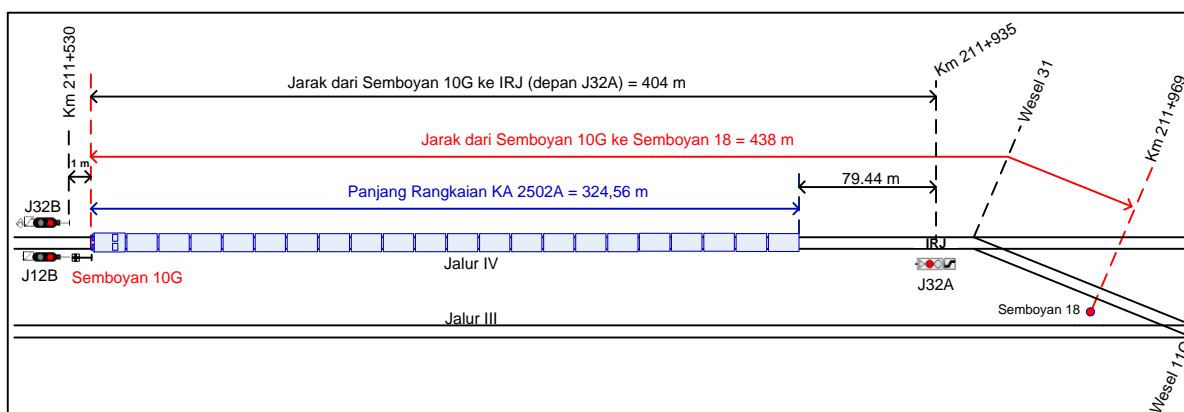 Km 211+530
Jarak dari Semboyan 10G ke IRJ (depan J32A) = 404 m
Km 211+935
Wesel 31
Km 211+969
Jarak dari Semboyan 10G ke Semboyan 18 = 438 m
1 m
Panjang Rangkaian KA 2502A = 324,56 m
79.44 m
J32B
IRJ
J12B
Semboyan 10G
Jalur IV
J32A
Semboyan 18
Jalur III
Wesel 11C